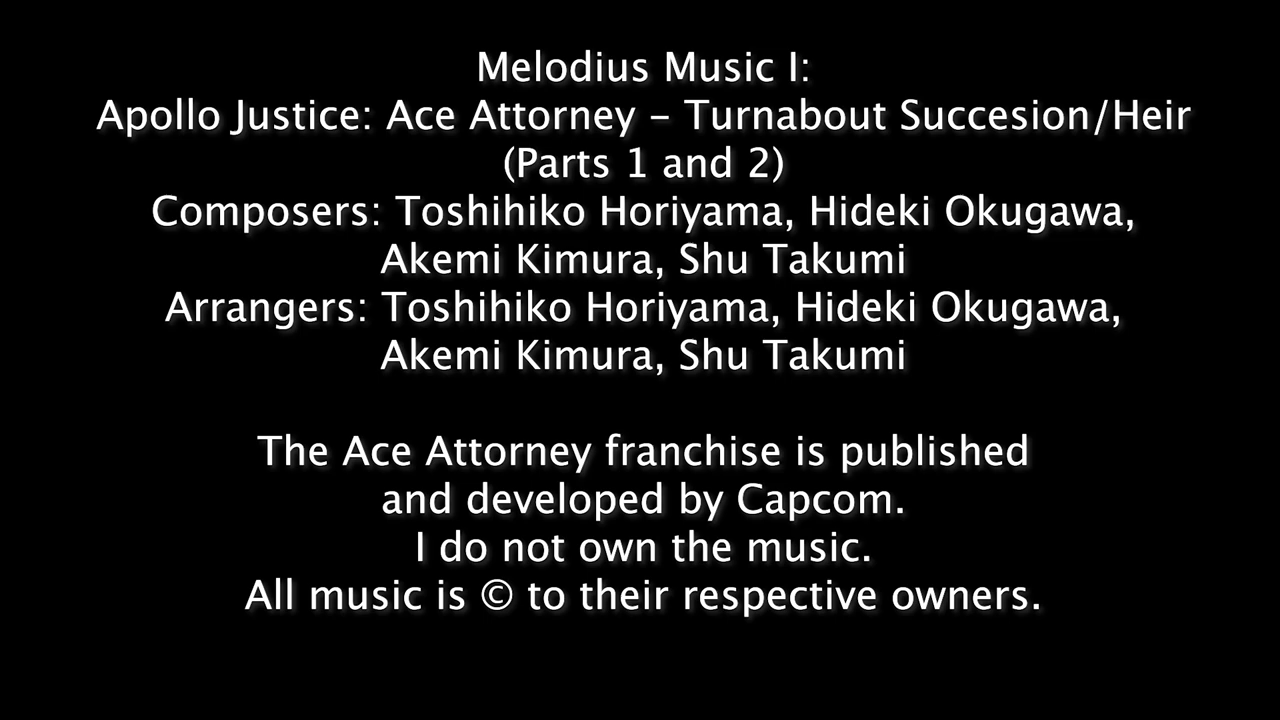 Melodius Music I:
Apollo Justice: Ace Attorney – Turnabout Succesion/Heir
(Parts 1 and 2)
Composers: Toshihiko Horiyama, Hideki Okugawa,
Akemi Kimura, Shu Takumi
Arrangers: Toshihiko Horiyama, Hideki Okugawa,
Akemi Kimura, Shu Takumi
The Ace Attorney franchise is published
and developed by Capcom.
I do not own the music.
All music is © to their respective owners.